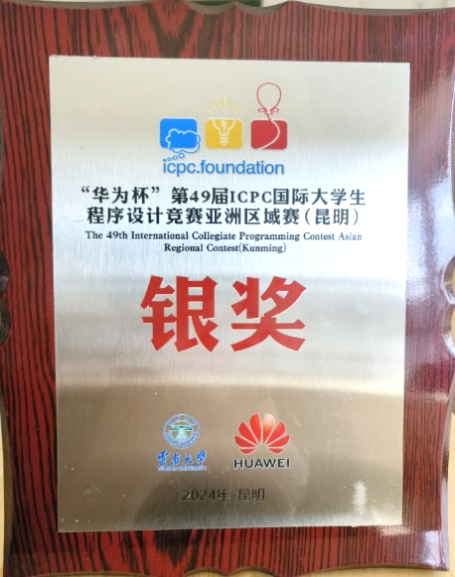 icpc.foundation
“华为杯”第49届ICPC国际大学生
程序设计竞赛亚洲区域赛(昆明)
The 49th International Collegiate Programming Contest Asian
Regional Contest(Kunming)
银奖
云南大学
YUNNAN UNIVERSITY
HUAWEI
2024年·昆明